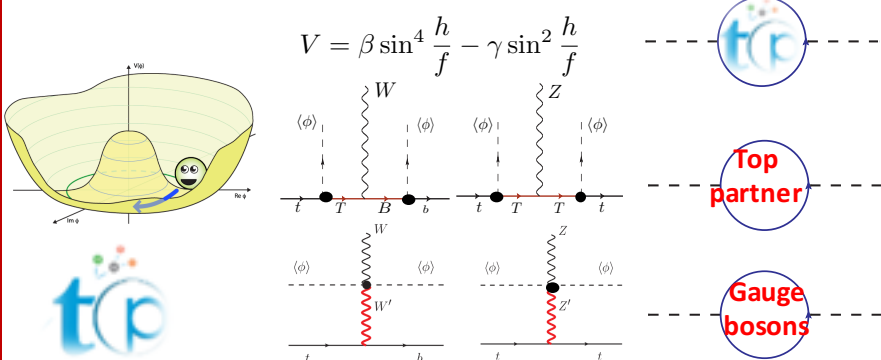 V(ϕ)
Re ϕ
Im ϕ
tcp
V = β sin⁴ h/f − γ sin² h/f
W
⟨ϕ⟩ ⟨ϕ⟩
t T B b
Z
⟨ϕ⟩ ⟨ϕ⟩
t T T t
W
⟨ϕ⟩ ⟨ϕ⟩
W′
t b
Z
⟨ϕ⟩ ⟨ϕ⟩
Z′
t t
tcp
Top
partner
Gauge
bosons